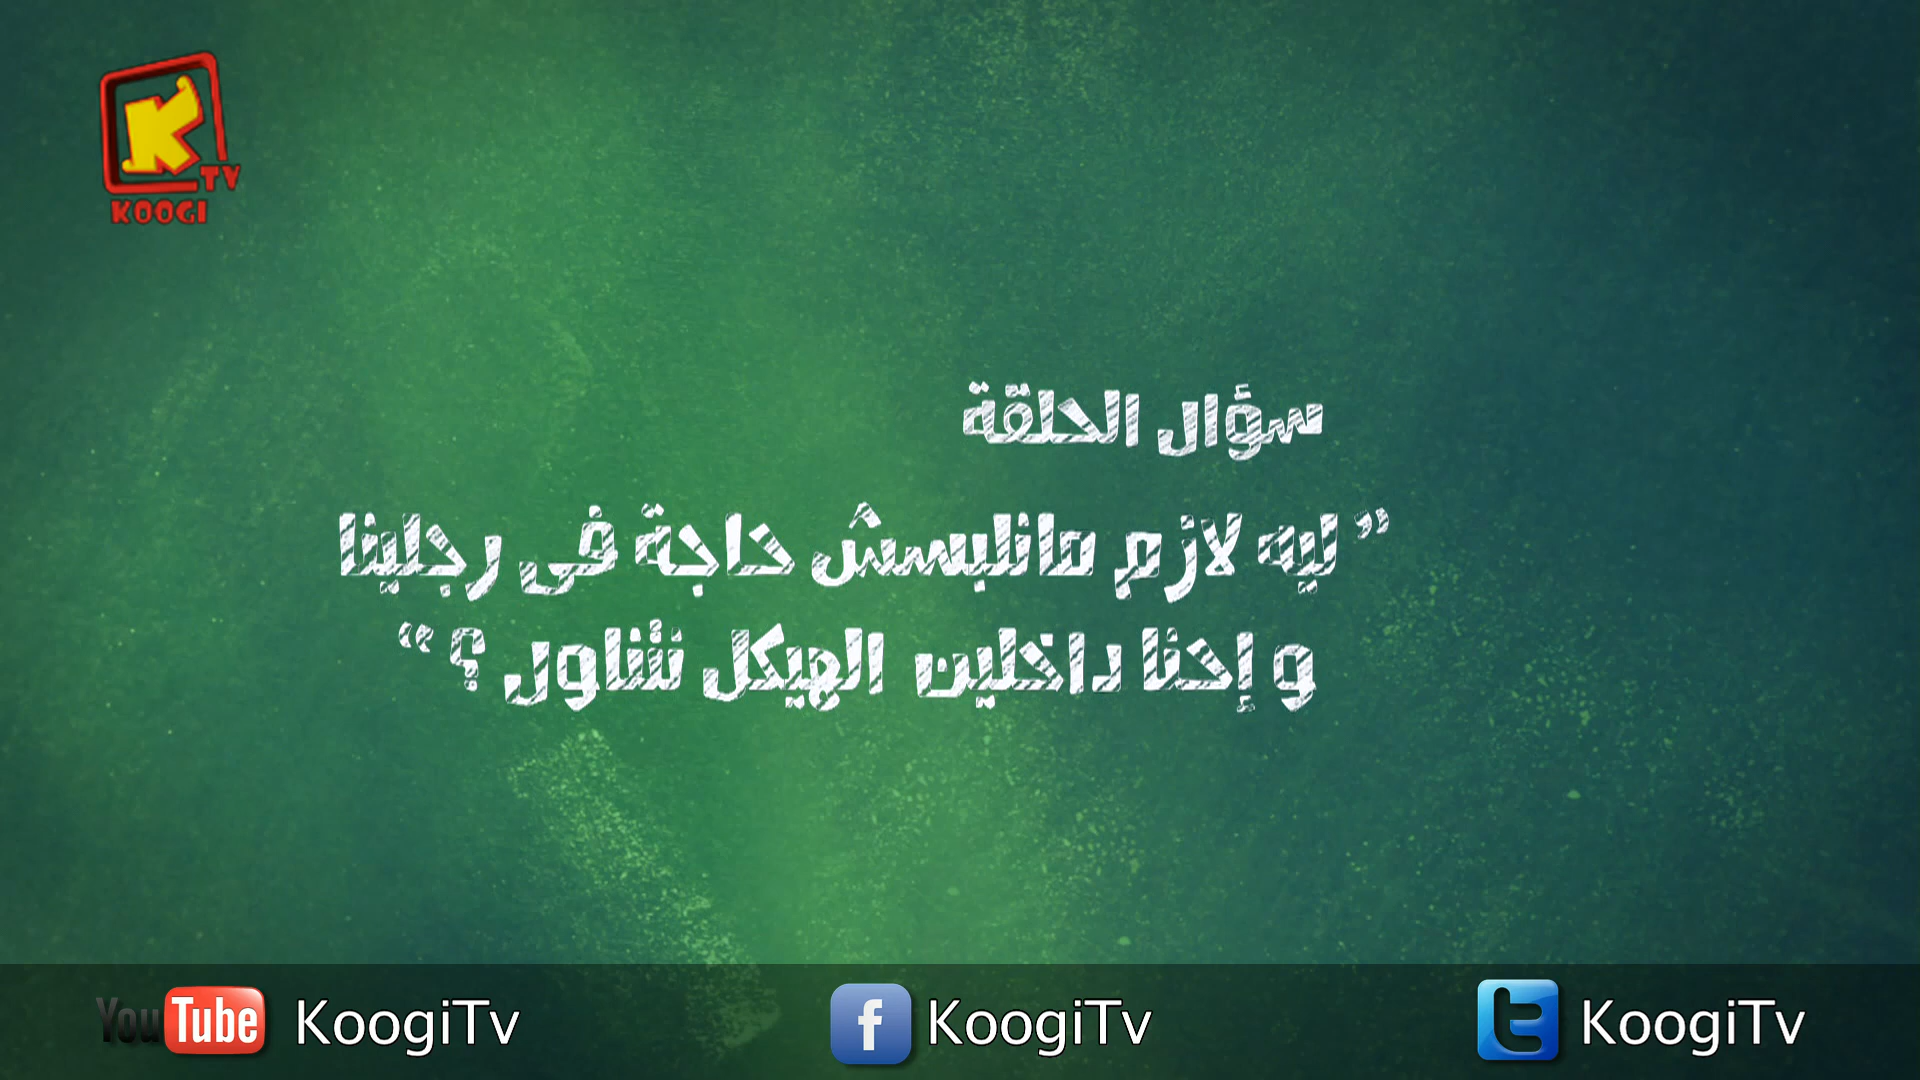 K TV
KOOGI
سؤال الحلقة
” ليه لازم مانلبسش حاجة فى رجلينا
و إحنا داخلين الهيكل نتناول ؟ “
YouTube KoogiTv
f KoogiTv
t KoogiTv